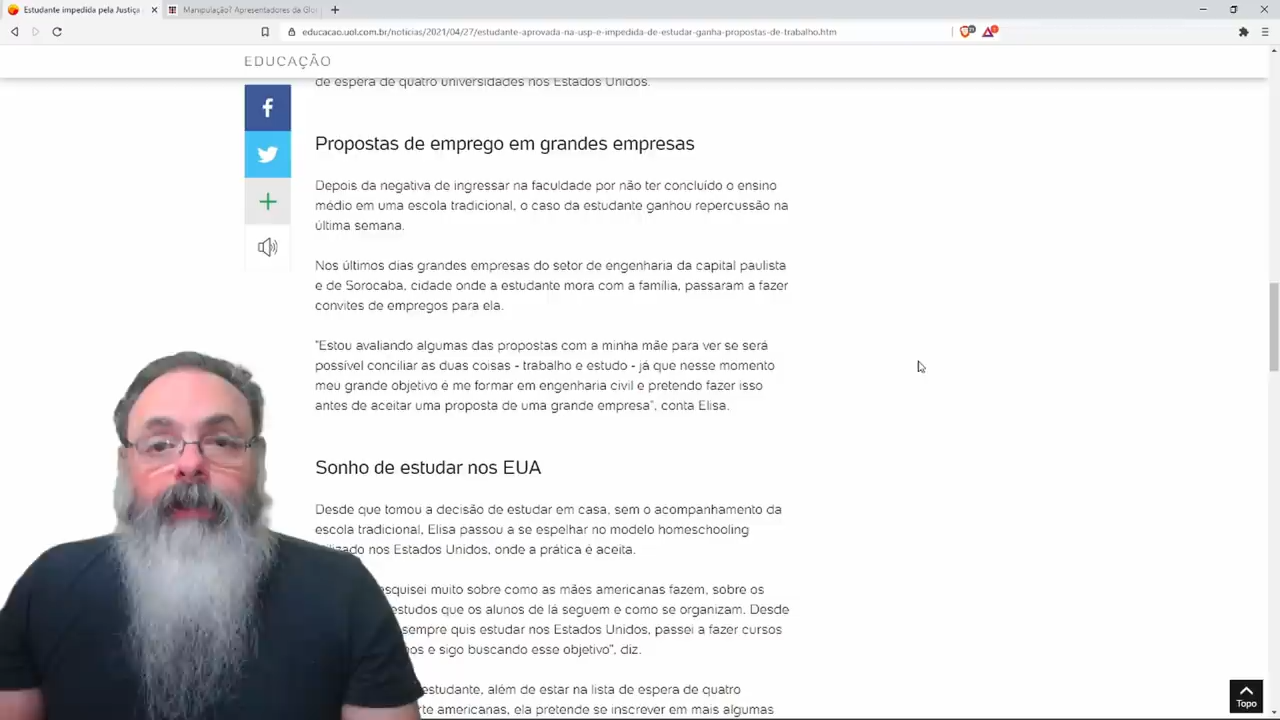 Estudante impedida pela Justiça
Manipulação? Apresentadores da Glo
educacao.uol.com.br/noticias/2021/04/27/estudante-aprovada-na-usp-e-impedida-de-estudar-ganha-propostas-de-trabalho.htm
EDUCAÇÃO
de espera de quatro universidades nos Estados Unidos.
Propostas de emprego em grandes empresas
Depois da negativa de ingressar na faculdade por não ter concluído o ensino
médio em uma escola tradicional, o caso da estudante ganhou repercussão na
última semana.
Nos últimos dias grandes empresas do setor de engenharia da capital paulista
e de Sorocaba, cidade onde a estudante mora com a família, passaram a fazer
convites de empregos para ela.
"Estou avaliando algumas das propostas com a minha mãe para ver se será
possível conciliar as duas coisas - trabalho e estudo - já que nesse momento
meu grande objetivo é me formar em engenharia civil e pretendo fazer isso
antes de aceitar uma proposta de uma grande empresa", conta Elisa.
Sonho de estudar nos EUA
Desde que tomou a decisão de estudar em casa, sem o acompanhamento da
escola tradicional, Elisa passou a se espelhar no modelo homeschooling
nos Estados Unidos, onde a prática é aceita.
muito sobre como as mães americanas fazem, sobre os
que os alunos de lá seguem e como se organizam. Desde
sempre quis estudar nos Estados Unidos, passei a fazer cursos
e sigo buscando esse objetivo", diz.
estudante, além de estar na lista de espera de quatro
americanas, ela pretende se inscrever em mais algumas
Topo